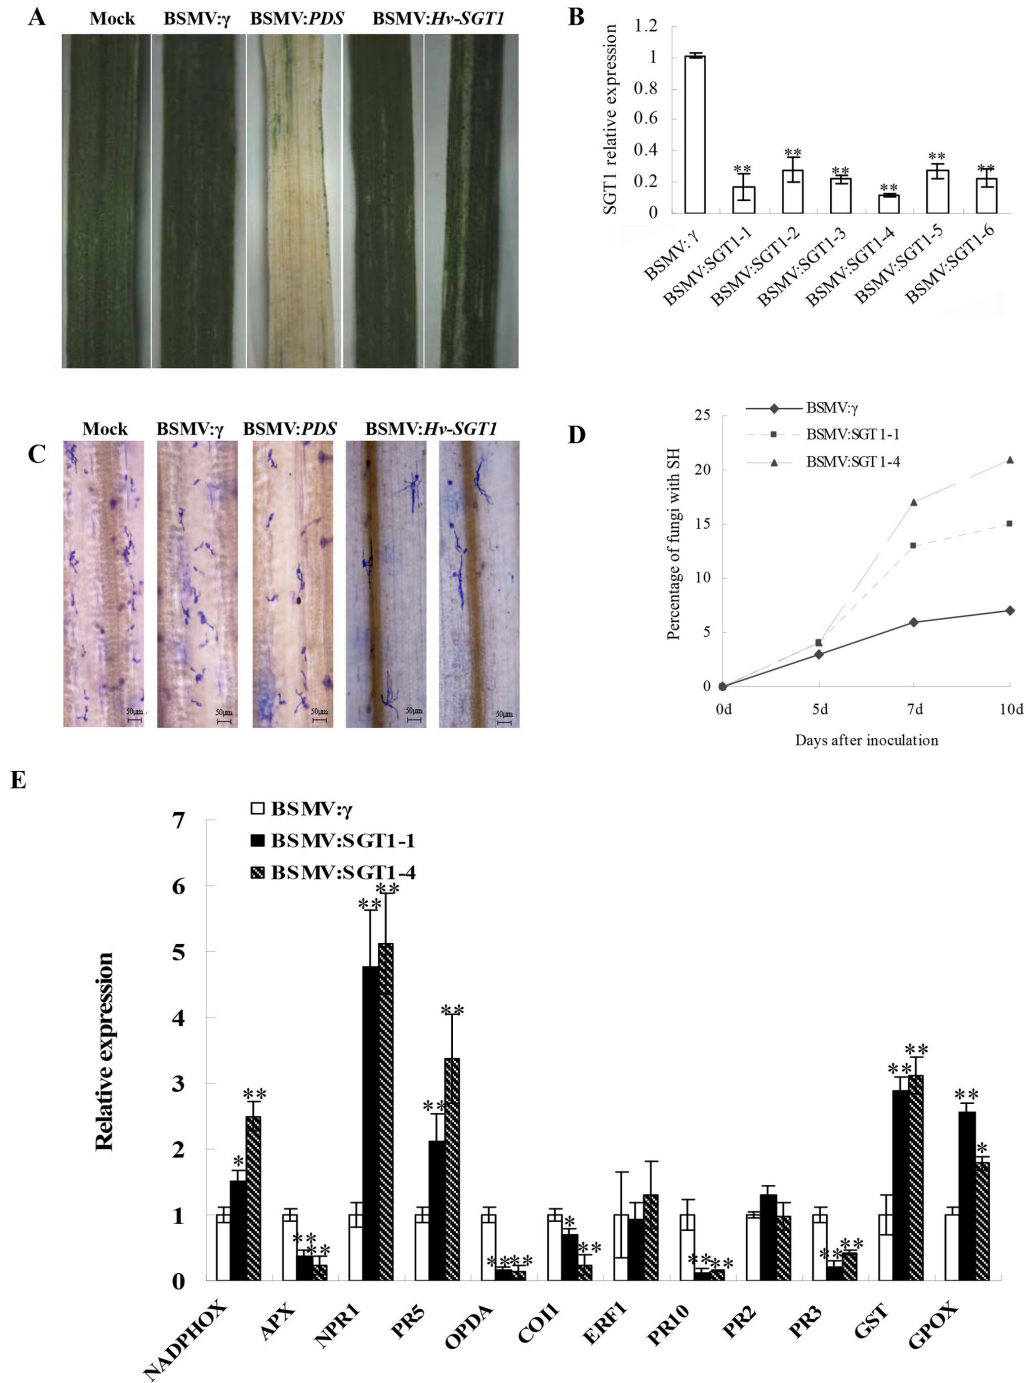 A
Mock BSMV:γ BSMV:PDS BSMV:Hv-SGT1
B
SGT1 relative expression
1.2
1
0.8
0.6
0.4
0.2
0
** ** ** ** ** **
BSMV: γ BSMV:SGT1-1 BSMV:SGT1-2 BSMV:SGT1-3 BSMV:SGT1-4 BSMV:SGT1-5 BSMV:SGT1-6
C
Mock BSMV:γ BSMV:PDS BSMV:Hv-SGT1
50μm 50μm 50μm 50μm 50μm
D
BSMV:γ
BSMV:SGT1-1
BSMV:SGT1-4
Percentage of fungi with SH
25
20
15
10
5
0
0d 5d 7d 10d
Days after inoculation
E
BSMV:γ
BSMV:SGT1-1
BSMV:SGT1-4
Relative expression
7
6
5
4
3
2
1
0
* ** ** ** ** ** ** ** ** ** * ** ** ** ** ** ** ** ** *
NADPHOX APX NPR1 PR5 OPDA COI1 ERF1 PR10 PR2 PR3 GST GPOX